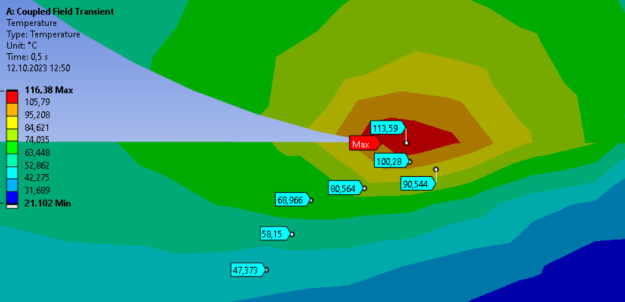 A: Coupled Field Transient
Temperature
Type: Temperature
Unit: °C
Time: 0,5 s
12.10.2023 12:50
116,38 Max
105,79
95,208
84,621
74,035
63,448
52,862
42,275
31,689
21,102 Min
113,59
Max
100,28
90,544
80,564
68,966
58,15
47,373